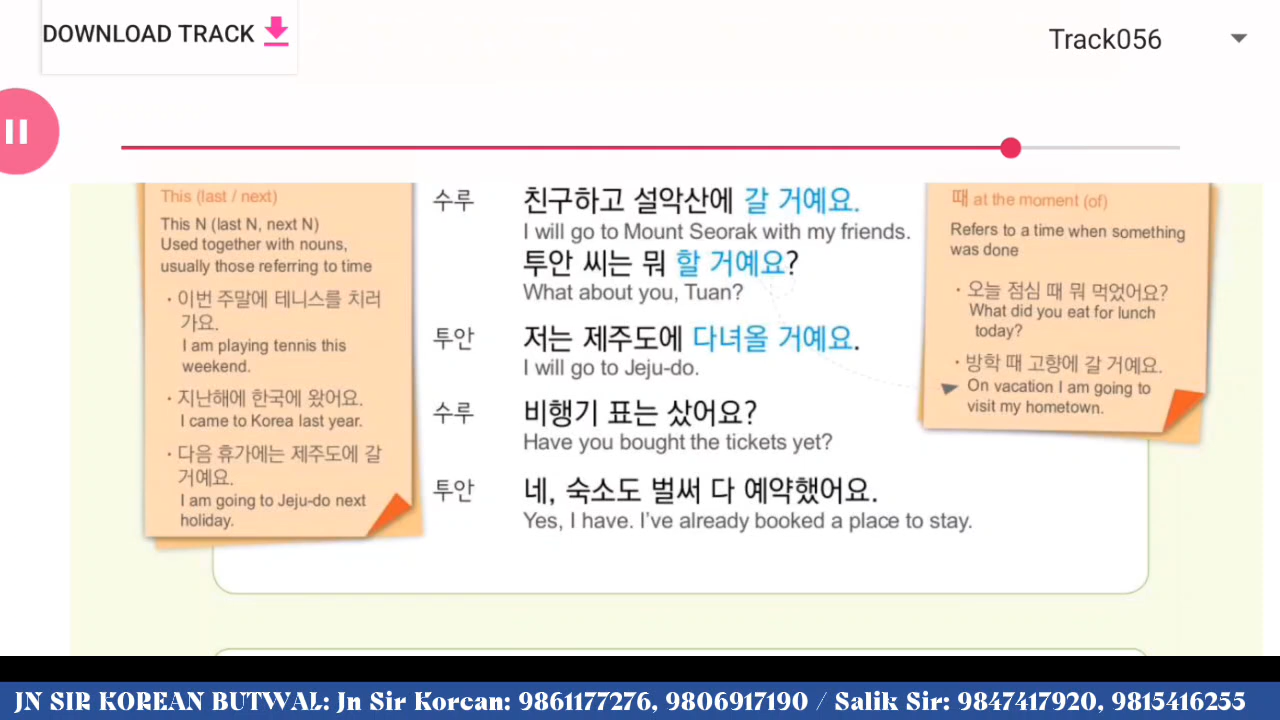 DOWNLOAD TRACK
Track056
This (last / next)
This N (last N, next N)
Used together with nouns,
usually those referring to time
· 이번 주말에 테니스를 치러
가요.
I am playing tennis this
weekend.
· 지난해에 한국에 왔어요.
I came to Korea last year.
· 다음 휴가에는 제주도에 갈
거예요.
I am going to Jeju-do next
holiday.
수루 친구하고 설악산에 갈 거예요.
I will go to Mount Seorak with my friends.
투안 씨는 뭐 할 거예요?
What about you, Tuan?
투안 저는 제주도에 다녀올 거예요.
I will go to Jeju-do.
수루 비행기 표는 샀어요?
Have you bought the tickets yet?
투안 네, 숙소도 벌써 다 예약했어요.
Yes, I have. I've already booked a place to stay.
때 at the moment (of)
Refers to a time when something
was done
· 오늘 점심 때 뭐 먹었어요?
What did you eat for lunch
today?
· 방학 때 고향에 갈 거예요.
On vacation I am going to
visit my hometown.
JN SIR KOREAN BUTWAL: Jn Sir Korean: 9861177276, 9806917190 / Salik Sir: 9847417920, 9815416255